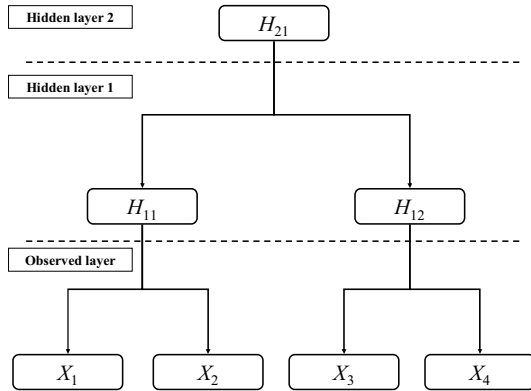 Hidden layer 2
H₂₁
Hidden layer 1
H₁₁ H₁₂
Observed layer
X₁ X₂ X₃ X₄